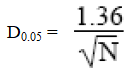 D₀.₀₅ = 1.36 / √N